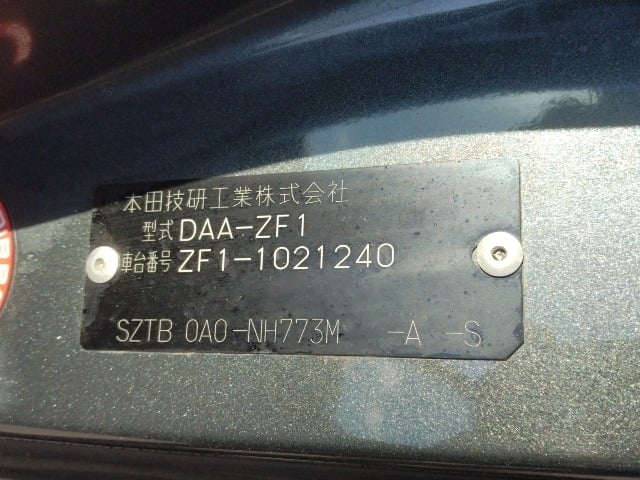 本田技研工業株式会社
型式 DAA-ZF1
車台番号 ZF1-1021240
SZTB 0A0-NH773M -A -S